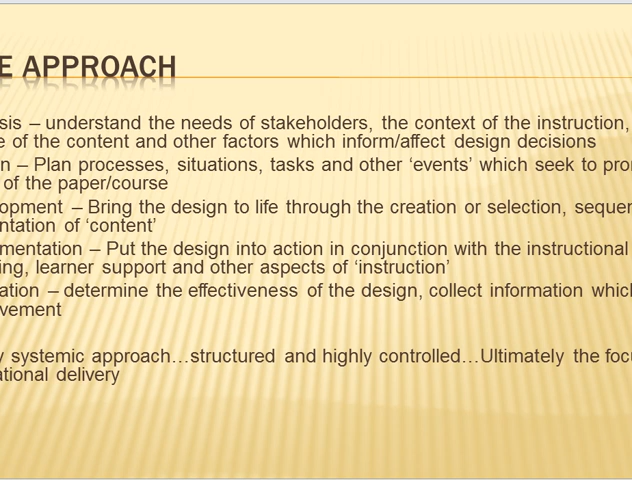 E APPROACH
sis – understand the needs of stakeholders, the context of the instruction,
e of the content and other factors which inform/affect design decisions
n – Plan processes, situations, tasks and other ‘events’ which seek to pro
of the paper/course
opment – Bring the design to life through the creation or selection, sequen
ntation of ‘content’
mentation – Put the design into action in conjunction with the instructional
ing, learner support and other aspects of ‘instruction’
ation – determine the effectiveness of the design, collect information which
vement
y systemic approach…structured and highly controlled…Ultimately the focu
ational delivery